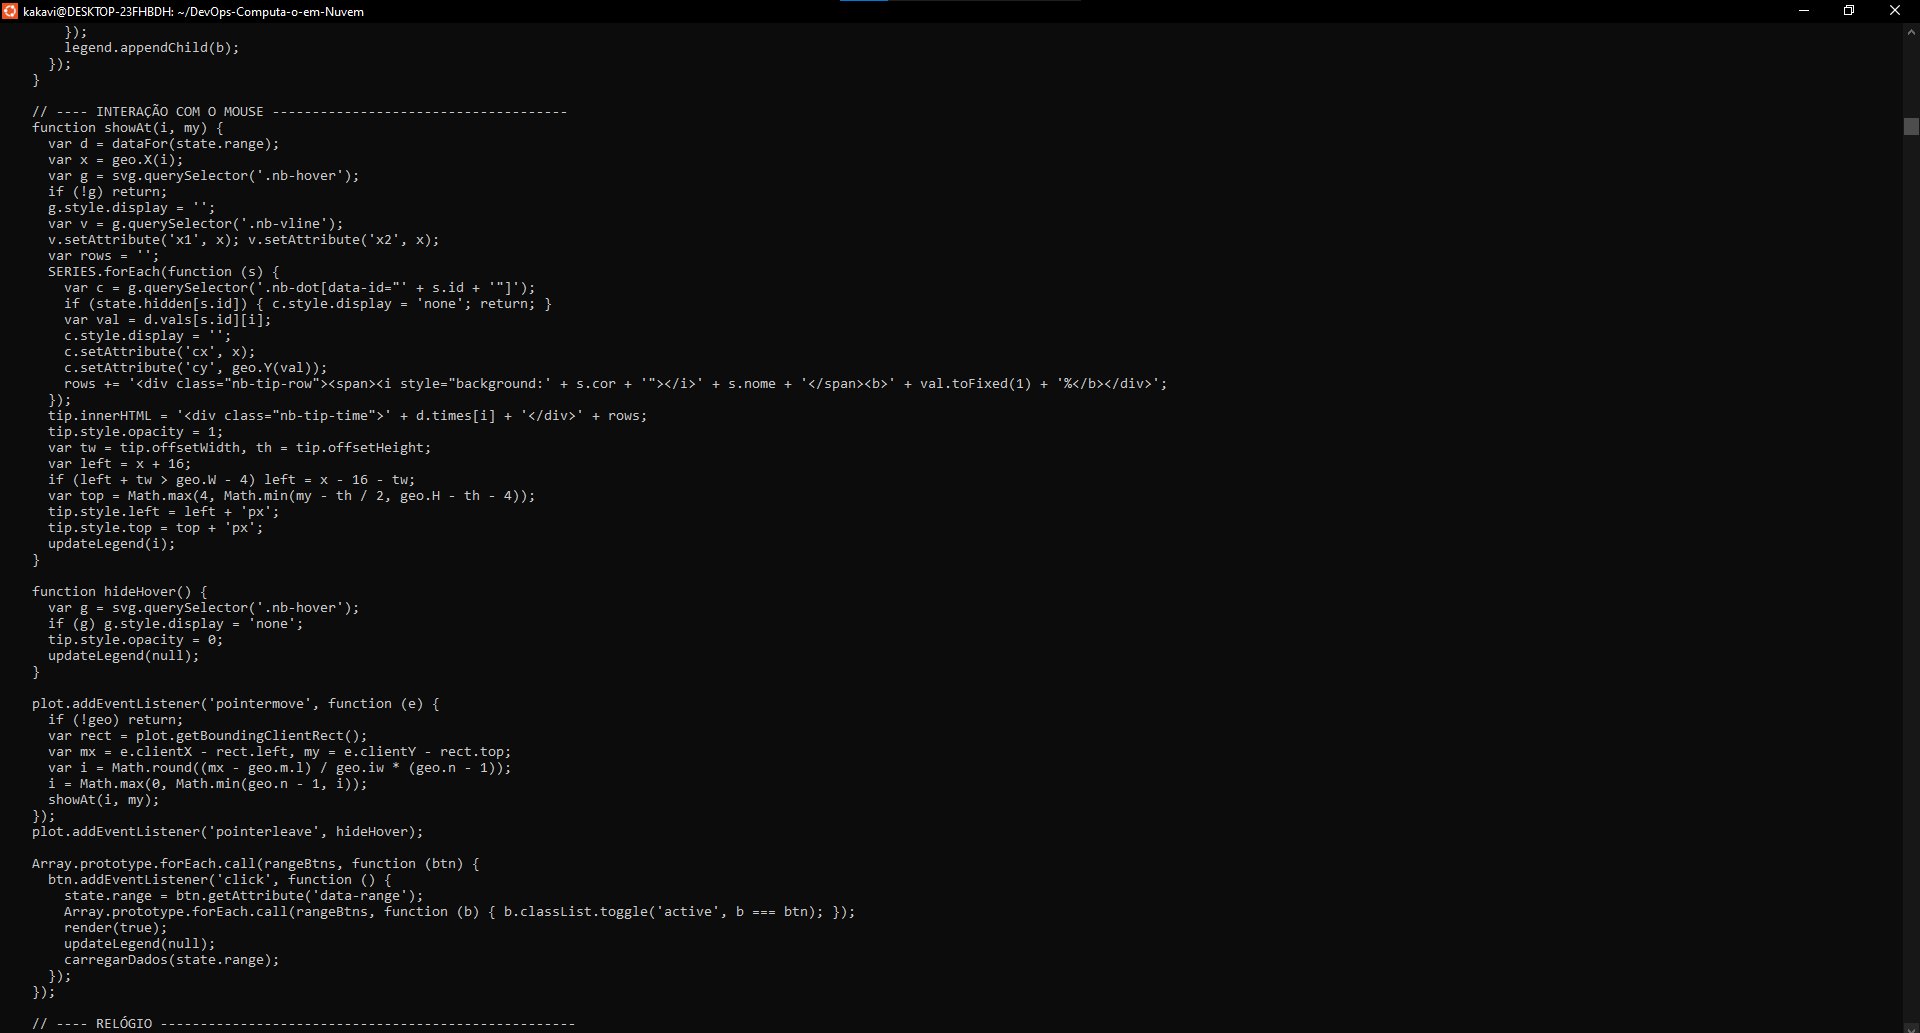 kakavi@DESKTOP-23FHBDH: ~/DevOps-Computa-o-em-Nuvem
      });
      legend.appendChild(b);
    });
  }

  // ---- INTERAÇÃO COM O MOUSE -------------------------------------
  function showAt(i, my) {
    var d = dataFor(state.range);
    var x = geo.X(i);
    var g = svg.querySelector('.nb-hover');
    if (!g) return;
    g.style.display = '';
    var v = g.querySelector('.nb-vline');
    v.setAttribute('x1', x); v.setAttribute('x2', x);
    var rows = '';
    SERIES.forEach(function (s) {
      var c = g.querySelector('.nb-dot[data-id="' + s.id + '"]');
      if (state.hidden[s.id]) { c.style.display = 'none'; return; }
      var val = d.vals[s.id][i];
      c.style.display = '';
      c.setAttribute('cx', x);
      c.setAttribute('cy', geo.Y(val));
      rows += '<div class="nb-tip-row"><span><i style="background:' + s.cor + '"></i>' + s.nome + '</span><b>' + val.toFixed(1) + '%</b></div>';
    });
    tip.innerHTML = '<div class="nb-tip-time">' + d.times[i] + '</div>' + rows;
    tip.style.opacity = 1;
    var tw = tip.offsetWidth, th = tip.offsetHeight;
    var left = x + 16;
    if (left + tw > geo.W - 4) left = x - 16 - tw;
    var top = Math.max(4, Math.min(my - th / 2, geo.H - th - 4));
    tip.style.left = left + 'px';
    tip.style.top = top + 'px';
    updateLegend(i);
  }

  function hideHover() {
    var g = svg.querySelector('.nb-hover');
    if (g) g.style.display = 'none';
    tip.style.opacity = 0;
    updateLegend(null);
  }

  plot.addEventListener('pointermove', function (e) {
    if (!geo) return;
    var rect = plot.getBoundingClientRect();
    var mx = e.clientX - rect.left, my = e.clientY - rect.top;
    var i = Math.round((mx - geo.m.l) / geo.iw * (geo.n - 1));
    i = Math.max(0, Math.min(geo.n - 1, i));
    showAt(i, my);
  });
  plot.addEventListener('pointerleave', hideHover);

  Array.prototype.forEach.call(rangeBtns, function (btn) {
    btn.addEventListener('click', function () {
      state.range = btn.getAttribute('data-range');
      Array.prototype.forEach.call(rangeBtns, function (b) { b.classList.toggle('active', b === btn); });
      render(true);
      updateLegend(null);
      carregarDados(state.range);
    });
  });

  // ---- RELÓGIO ----------------------------------------------------